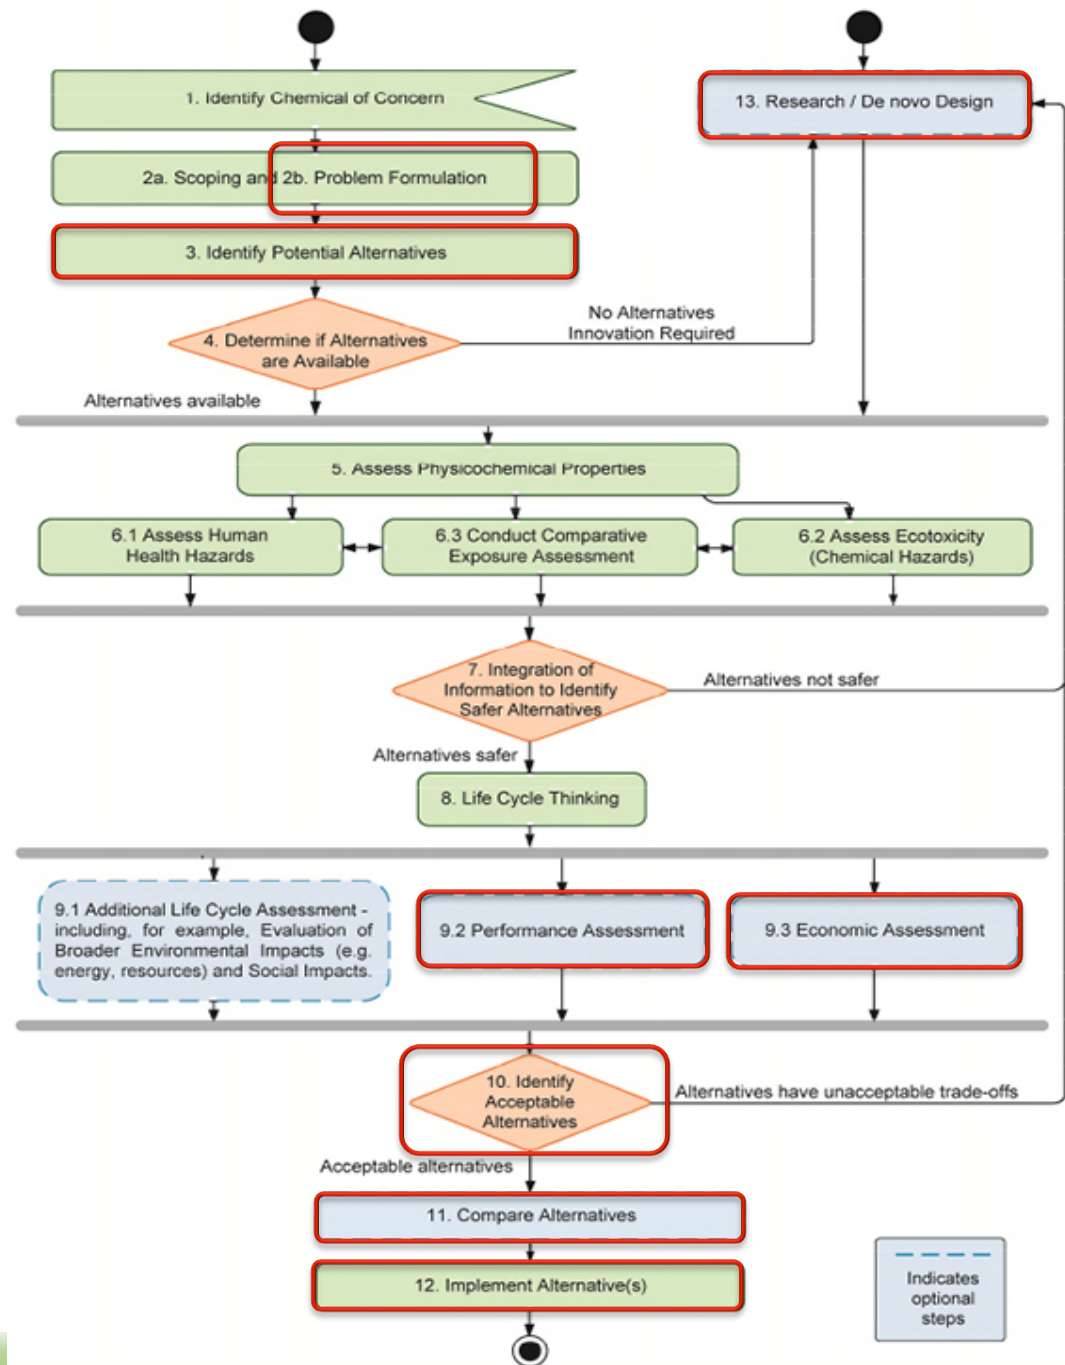 1. Identify Chemical of Concern
13. Research / De novo Design
2a. Scoping and 2b. Problem Formulation
3. Identify Potential Alternatives
No Alternatives
Innovation Required
4. Determine if Alternatives
are Available
Alternatives available
5. Assess Physicochemical Properties
6.1 Assess Human
Health Hazards
6.3 Conduct Comparative
Exposure Assessment
6.2 Assess Ecotoxicity
(Chemical Hazards)
7. Integration of
Information to Identify
Safer Alternatives
Alternatives not safer
Alternatives safer
8. Life Cycle Thinking
9.1 Additional Life Cycle Assessment -
including, for example, Evaluation of
Broader Environmental Impacts (e.g.
energy, resources) and Social Impacts.
9.2 Performance Assessment
9.3 Economic Assessment
10. Identify
Acceptable
Alternatives
Alternatives have unacceptable trade-offs
Acceptable alternatives
11. Compare Alternatives
12. Implement Alternative(s)
Indicates
optional
steps